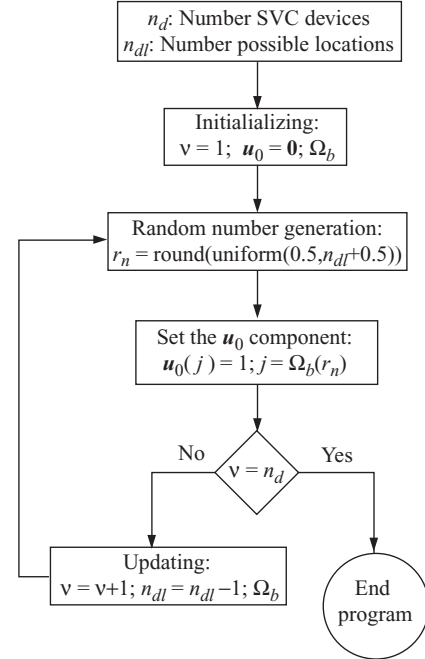 n_d: Number SVC devices
n_dl: Number possible locations
Initialializing:
ν = 1; u_0 = 0; Ω_b
Random number generation:
r_n = round(uniform(0.5,n_dl+0.5))
Set the u_0 component:
u_0(j) = 1; j = Ω_b(r_n)
No
Yes
ν = n_d
Updating:
ν = ν+1; n_dl = n_dl −1; Ω_b
End
program